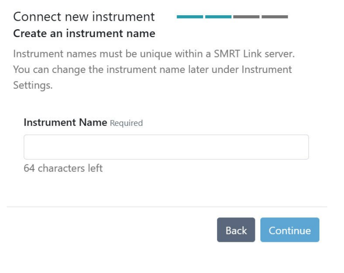 Connect new instrument
Create an instrument name
Instrument names must be unique within a SMRT Link server.
You can change the instrument name later under Instrument
Settings.
Instrument Name Required
64 characters left
Back Continue